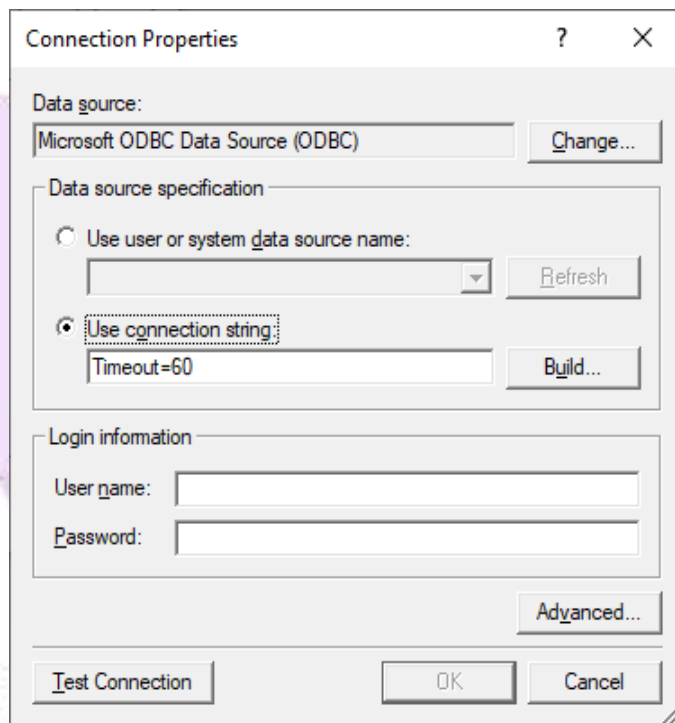 Connection Properties ?
Data source:
Microsoft ODBC Data Source (ODBC) Change...
Data source specification
Use user or system data source name:
Refresh
Use connection string:
Timeout=60 Build...
Login information
User name:
Password:
Advanced...
Test Connection OK Cancel